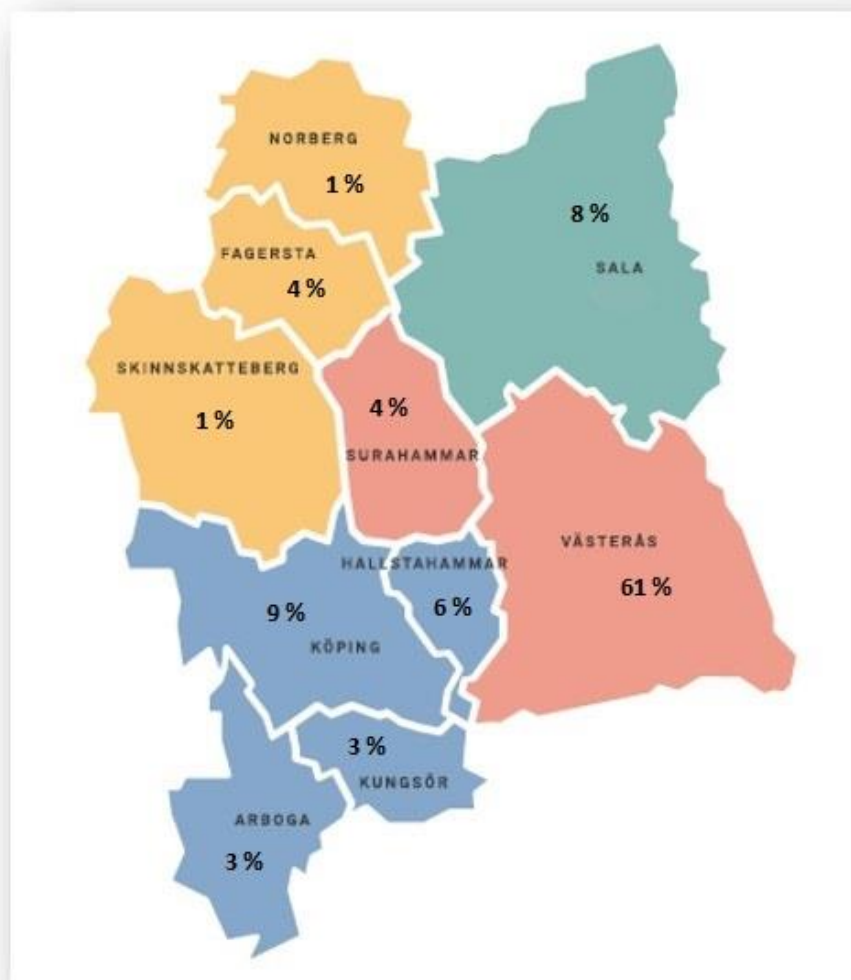 NORBERG
1 %
8 %
FAGERSTA
SALA
4 %
SKINNSKATTEBERG
4 %
1 %
SURAHAMMAR
VÄSTERÅS
HALLSTAHAMMAR
61 %
9 %
6 %
KÖPING
3 %
KUNGSÖR
ARBOGA
3 %